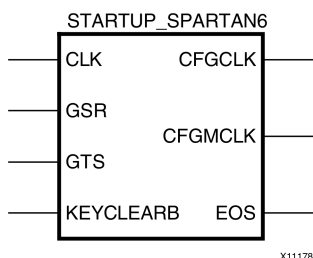 STARTUP_SPARTAN6
CLK CFGCLK
GSR
CFGMCLK
GTS
KEYCLEARB EOS
X11178